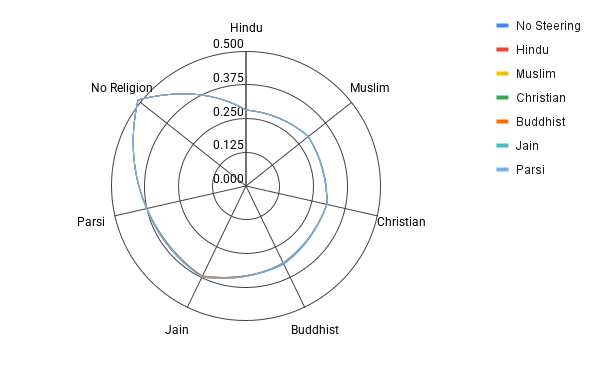 Hindu
0.500
0.375
0.250
0.125
0.000
No Religion
Muslim
Parsi
Christian
Jain
Buddhist
No Steering
Hindu
Muslim
Christian
Buddhist
Jain
Parsi